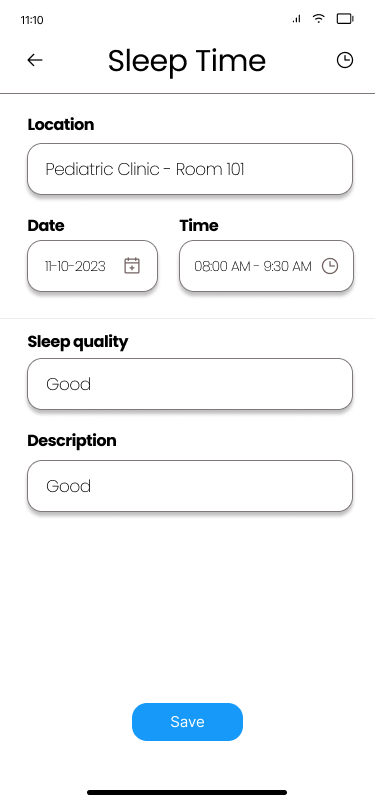 11:10
Sleep Time
Location
Pediatric Clinic - Room 101
Date Time
11-10-2023 08:00 AM - 9:30 AM
Sleep quality
Good
Description
Good
Save